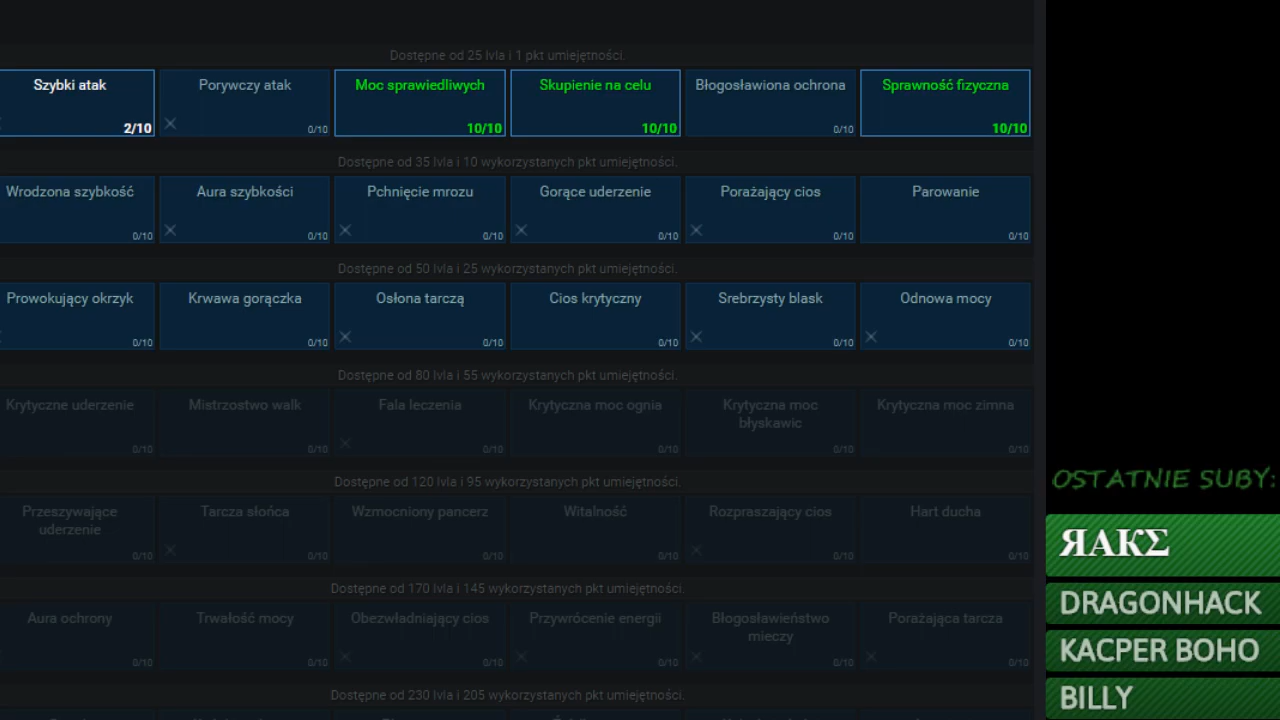 Dostępne od 25 lvla i 1 pkt umiejętności.
Szybki atak Porywczy atak Moc sprawiedliwych Skupienie na celu Błogosławiona ochrona Sprawność fizyczna
2/10 0/10 10/10 10/10 0/10 10/10
Dostępne od 35 lvla i 10 wykorzystanych pkt umiejętności.
Wrodzona szybkość Aura szybkości Pchnięcie mrozu Gorące uderzenie Porażający cios Parowanie
0/10 0/10 0/10 0/10 0/10 0/10
Dostępne od 50 lvla i 25 wykorzystanych pkt umiejętności.
Prowokujący okrzyk Krwawa gorączka Osłona tarczą Cios krytyczny Srebrzysty blask Odnowa mocy
0/10 0/10 0/10 0/10 0/10 0/10
Dostępne od 80 lvla i 55 wykorzystanych pkt umiejętności.
Krytyczne uderzenie Mistrzostwo walk Fala leczenia Krytyczna moc ognia Krytyczna moc błyskawic Krytyczna moc zimna
0/10 0/10 0/10 0/10 0/10 0/10
Dostępne od 120 lvla i 95 wykorzystanych pkt umiejętności.
Przeszywające uderzenie Tarcza słońca Wzmocniony pancerz Witalność Rozpraszający cios Hart ducha
0/10 0/10 0/10 0/10 0/10 0/10
Dostępne od 170 lvla i 145 wykorzystanych pkt umiejętności.
Aura ochrony Trwałość mocy Obezwładniający cios Przywrócenie energii Błogosławieństwo mieczy Porażająca tarcza
0/10 0/10 0/10 0/10 0/10 0/10
Dostępne od 230 lvla i 205 wykorzystanych pkt umiejętności.
OSTATNIE SUBY:
ЯAKΣ
DRAGONHACK
KACPER BOHO
BILLY